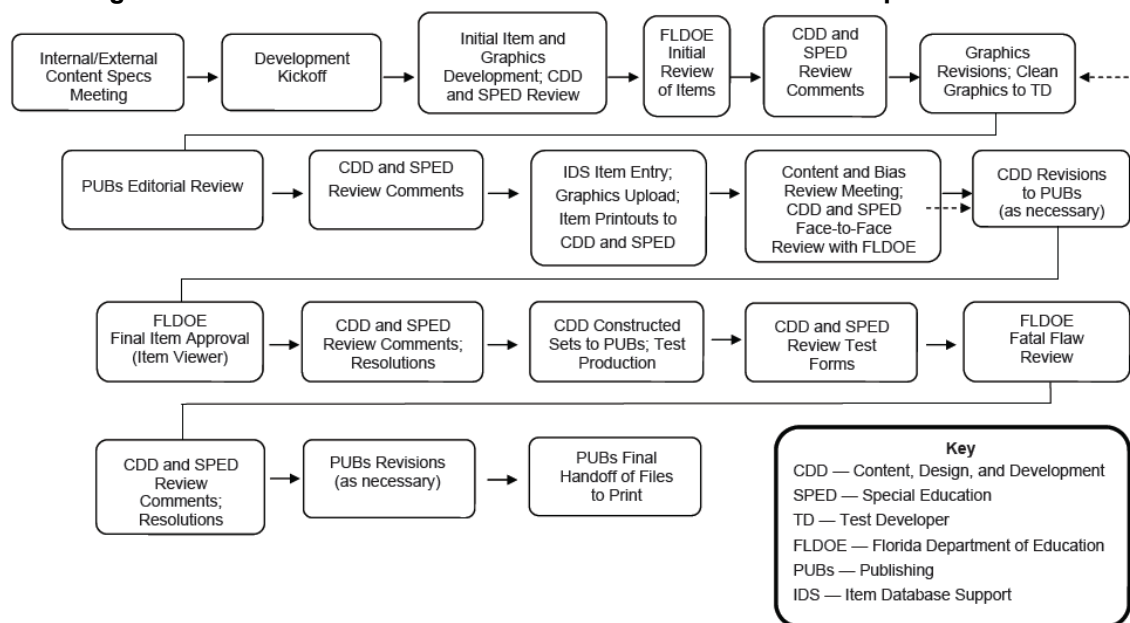 Internal/External
Content Specs
Meeting
Development
Kickoff
Initial Item and
Graphics
Development; CDD
and SPED Review
FLDOE
Initial
Review
of Items
CDD and
SPED
Review
Comments
Graphics
Revisions; Clean
Graphics to TD
PUBs Editorial Review
CDD and SPED
Review Comments
IDS Item Entry;
Graphics Upload;
Item Printouts to
CDD and SPED
Content and Bias
Review Meeting;
CDD and SPED
Face-to-Face
Review with FLDOE
CDD Revisions
to PUBs
(as necessary)
FLDOE
Final Item Approval
(Item Viewer)
CDD and SPED
Review Comments;
Resolutions
CDD Constructed
Sets to PUBs; Test
Production
CDD and SPED
Review Test
Forms
FLDOE
Fatal Flaw
Review
CDD and SPED
Review
Comments;
Resolutions
PUBs Revisions
(as necessary)
PUBs Final
Handoff of Files
to Print
Key
CDD — Content, Design, and Development
SPED — Special Education
TD — Test Developer
FLDOE — Florida Department of Education
PUBs — Publishing
IDS — Item Database Support